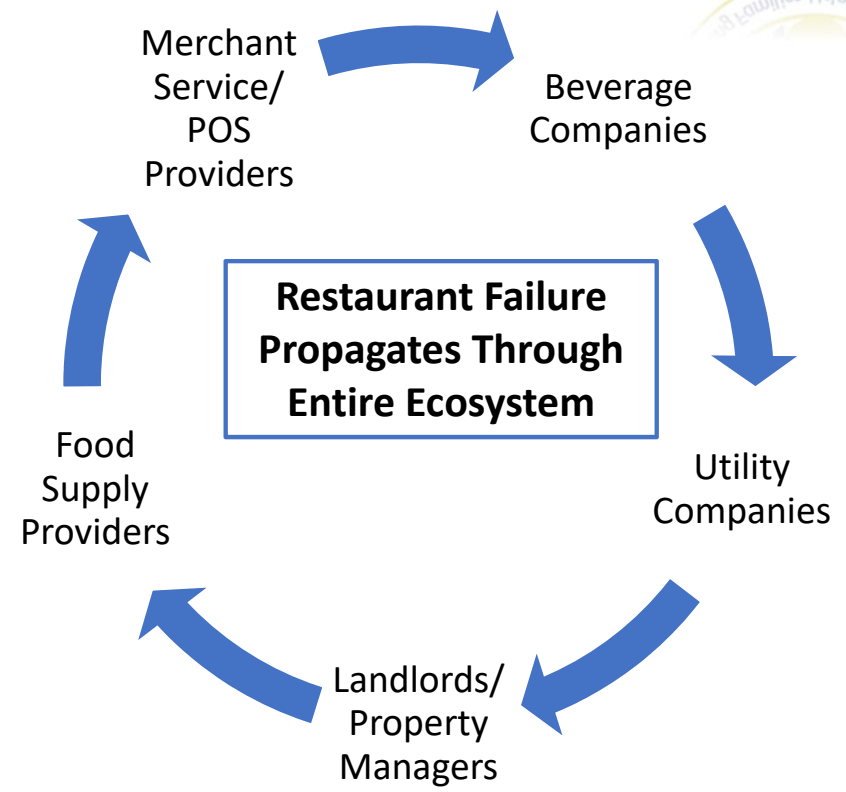 Merchant
Service/
POS
Providers
Beverage
Companies
Restaurant Failure
Propagates Through
Entire Ecosystem
Food
Supply
Providers
Utility
Companies
Landlords/
Property
Managers